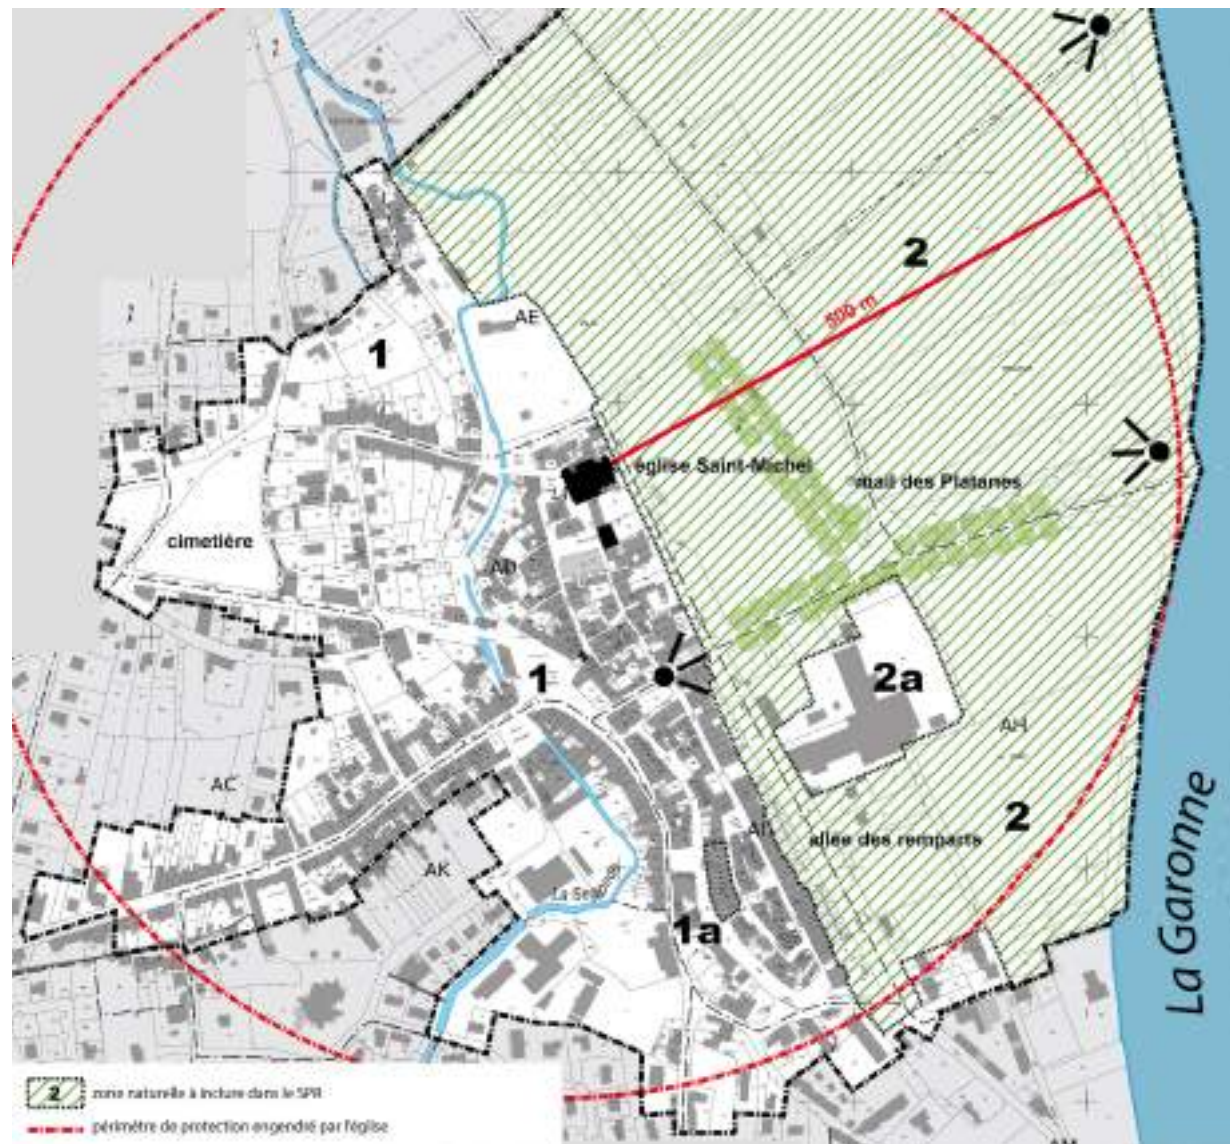 2
500 m
AE
1
église Saint-Michel
mail des Platanes
cimetière
AD
1
2a
AH
2
AC
allée des remparts
AK
1a
La Garonne
2 zone naturelle à inclure dans le SPR
périmètre de protection engendré par l'église